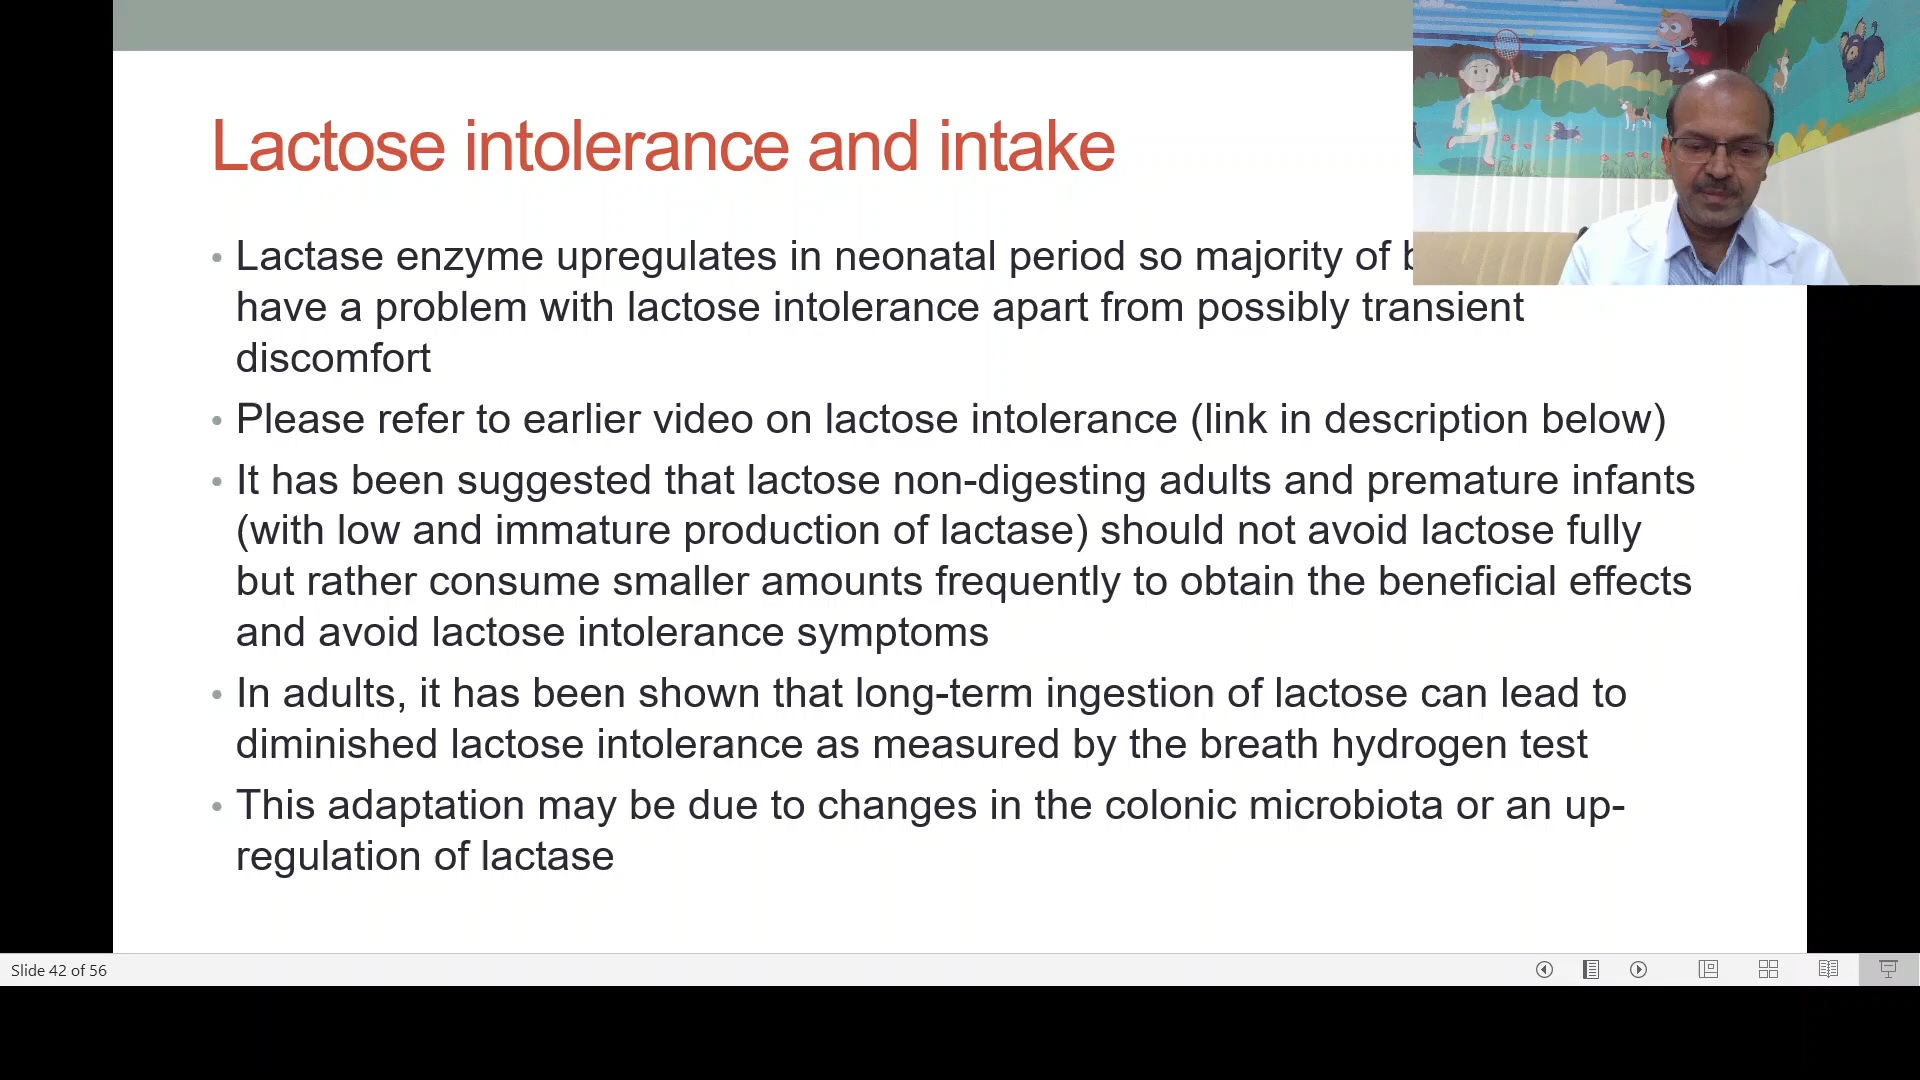 Lactose intolerance and intake
• Lactase enzyme upregulates in neonatal period so majority of
have a problem with lactose intolerance apart from possibly transient
discomfort
• Please refer to earlier video on lactose intolerance (link in description below)
• It has been suggested that lactose non-digesting adults and premature infants
(with low and immature production of lactase) should not avoid lactose fully
but rather consume smaller amounts frequently to obtain the beneficial effects
and avoid lactose intolerance symptoms
• In adults, it has been shown that long-term ingestion of lactose can lead to
diminished lactose intolerance as measured by the breath hydrogen test
• This adaptation may be due to changes in the colonic microbiota or an up-
regulation of lactase
Slide 42 of 56